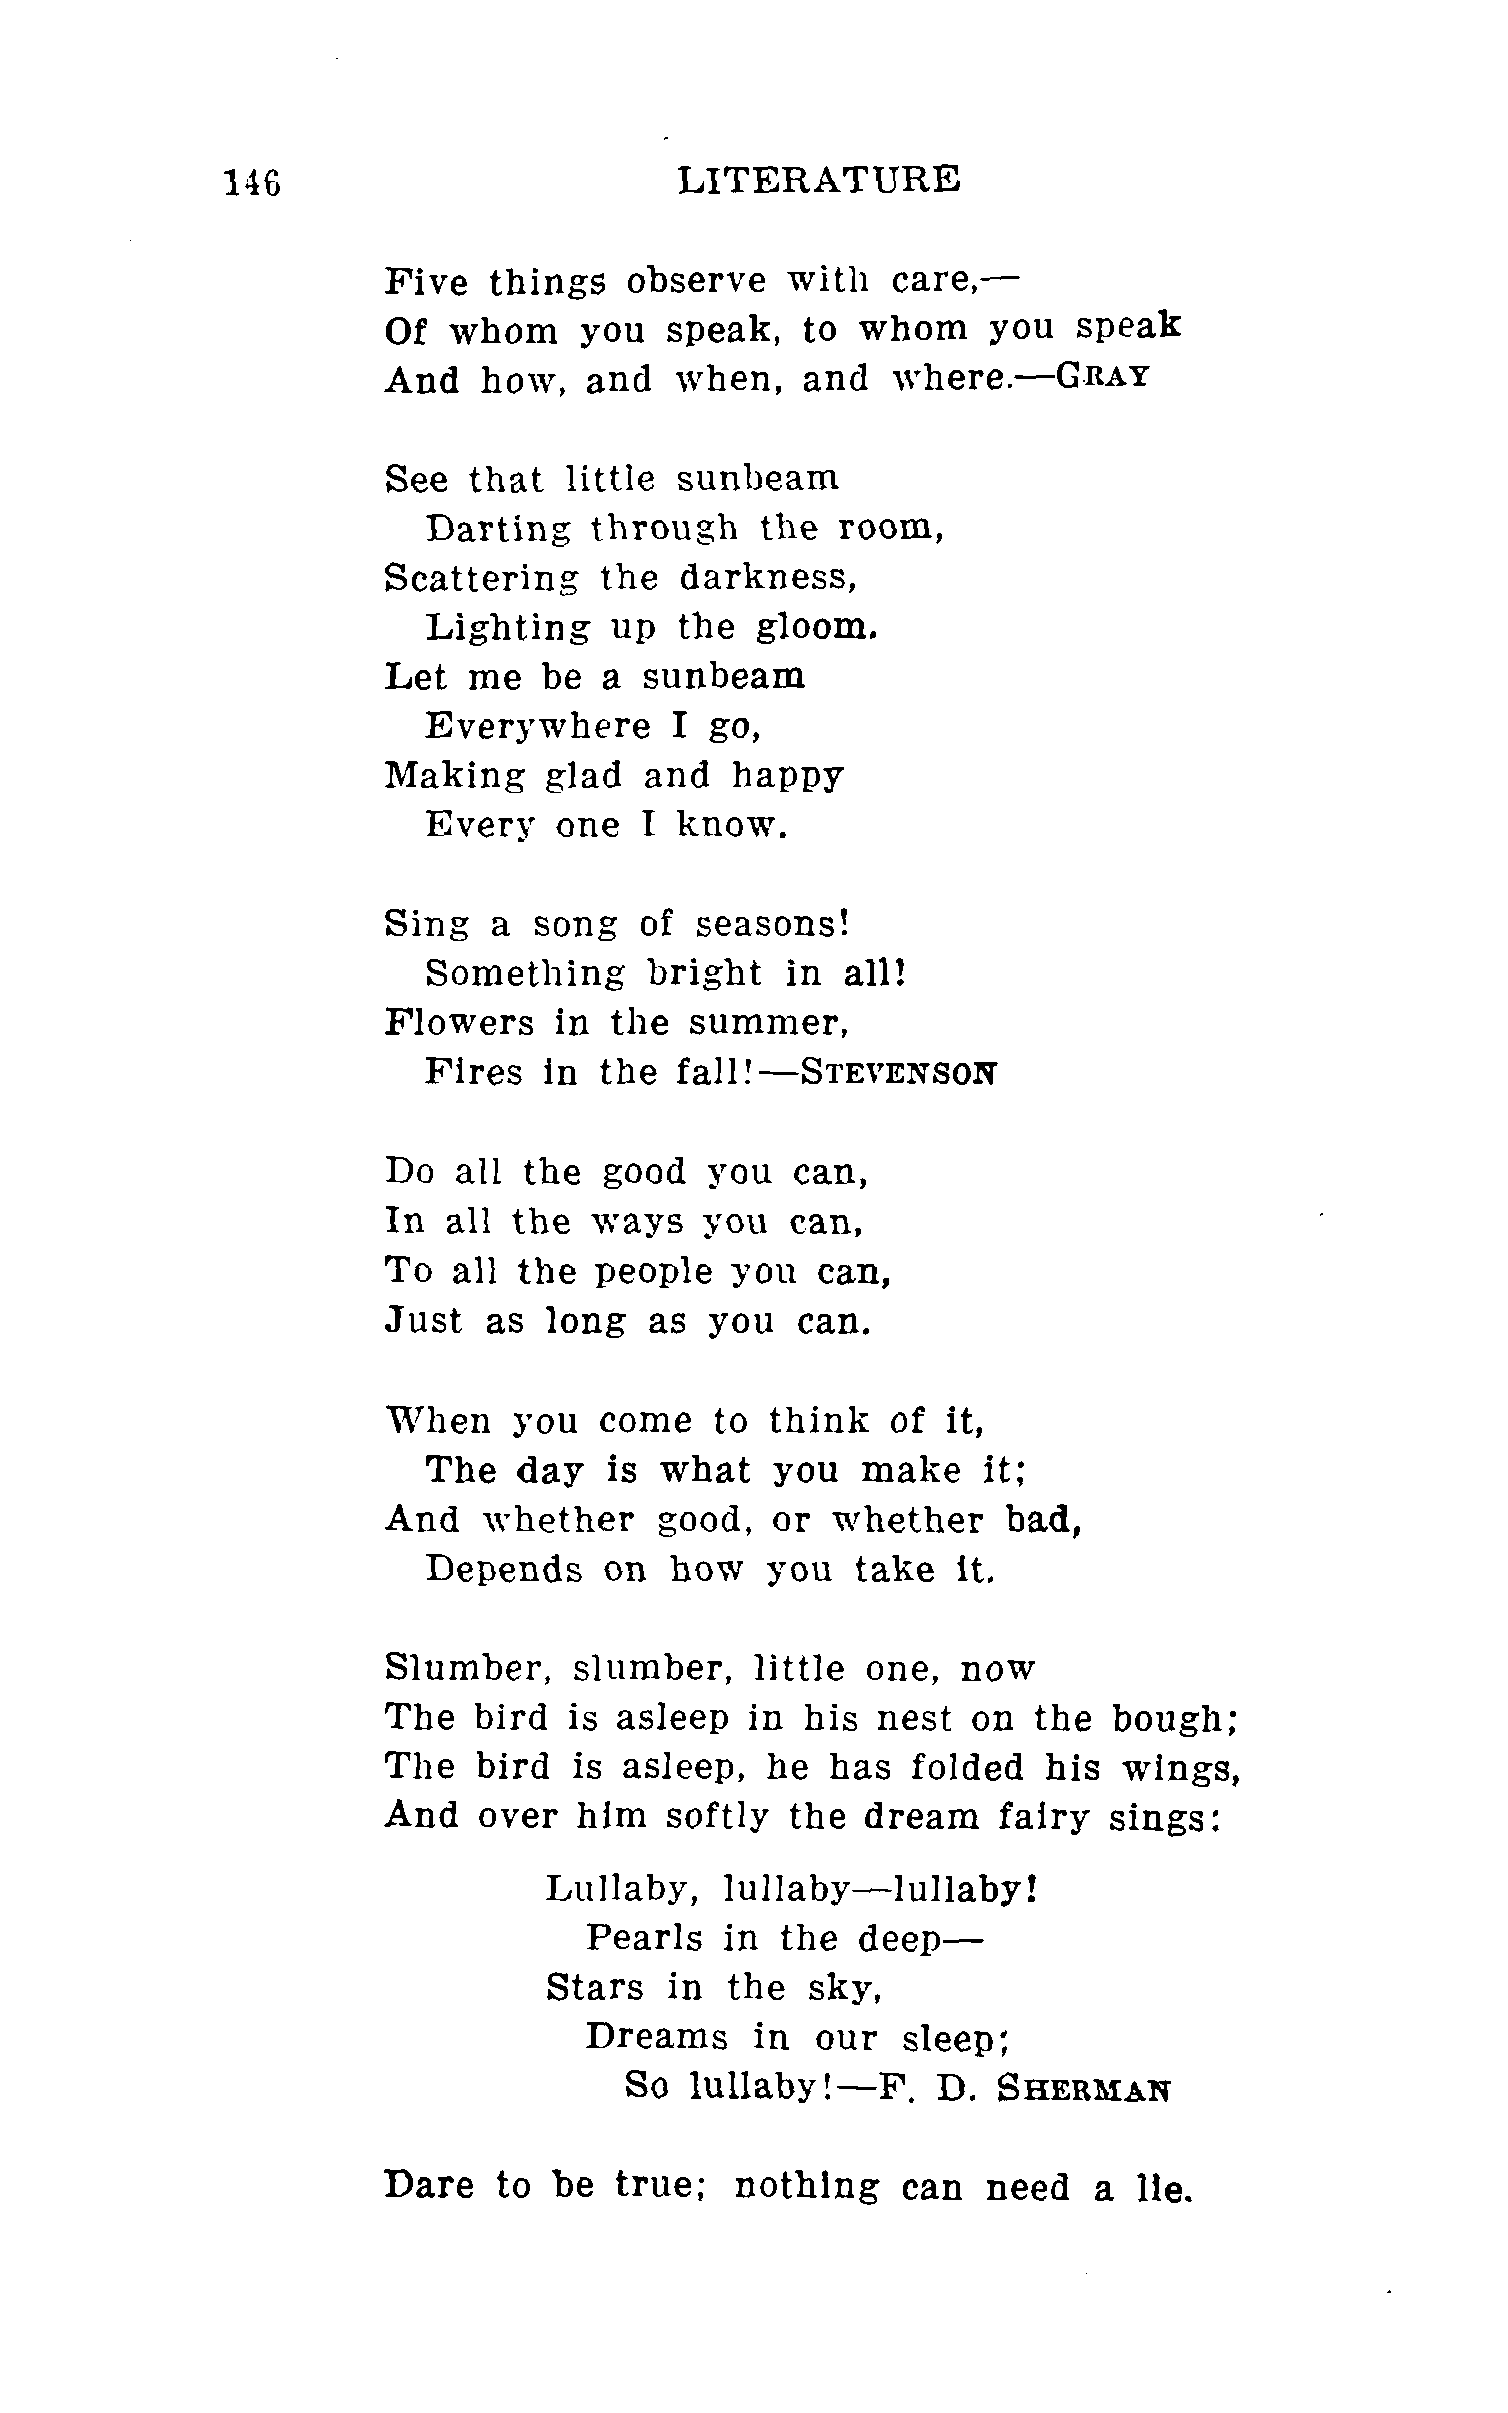 146 LITERATURE
Five things observe with care,—
Of whom you speak, to whom you speak
And how, and when, and where.—GRAY
See that little sunbeam
Darting through the room,
Scattering the darkness,
Lighting up the gloom.
Let me be a sunbeam
Everywhere I go,
Making glad and happy
Every one I know.
Sing a song of seasons!
Something bright in all!
Flowers in the summer,
Fires in the fall!—STEVENSON
Do all the good you can,
In all the ways you can,
To all the people you can,
Just as long as you can.
When you come to think of it,
The day is what you make it;
And whether good, or whether bad,
Depends on how you take it.
Slumber, slumber, little one, now
The bird is asleep in his nest on the bough;
The bird is asleep, he has folded his wings,
And over him softly the dream fairy sings:
Lullaby, lullaby—lullaby!
Pearls in the deep—
Stars in the sky,
Dreams in our sleep;
So lullaby!—F. D. SHERMAN
Dare to be true; nothing can need a lie.